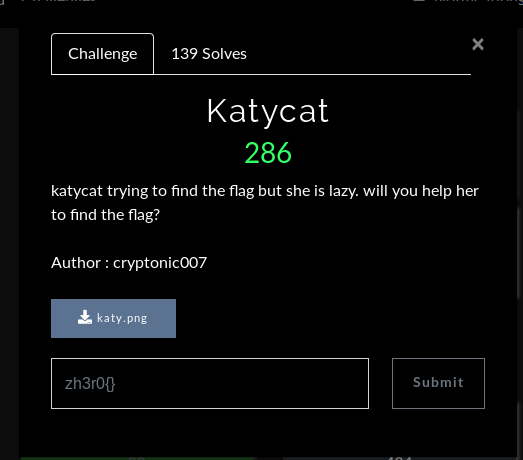 Challenge
139 Solves
×
Katycat
286
katycat trying to find the flag but she is lazy. will you help her
to find the flag?
Author : cryptonic007
katy.png
zh3r0{}
Submit